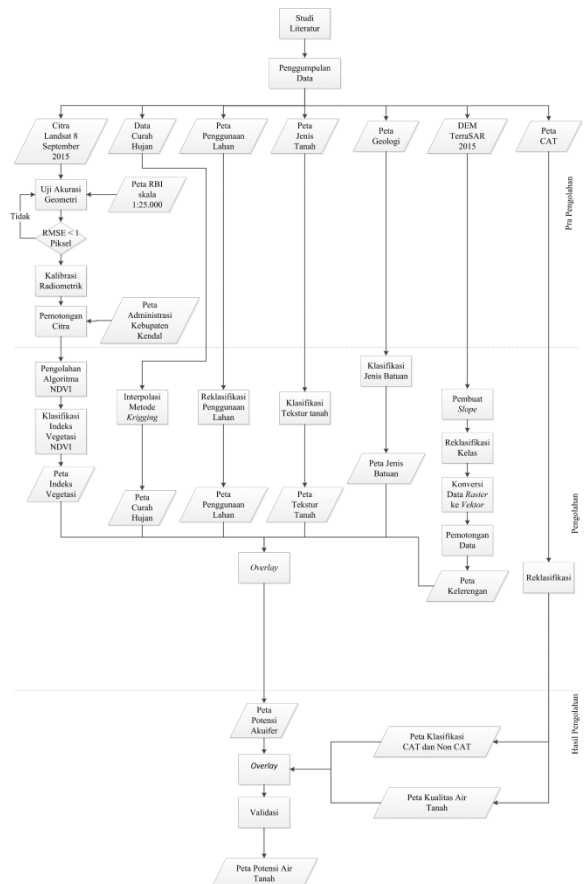 Studi
Literatur
Penggumpulan
Data
Citra
Landsat 8
September
2015
Data
Curah
Hujan
Peta
Penggunaan
Lahan
Peta
Jenis
Tanah
Peta
Geologi
DEM
TerraSAR
2015
Peta
CAT
Uji Akurasi
Geometri
Peta RBI
skala
1:25.000
Tidak
RMSE < 1
Piksel
Kalibrasi
Radiometrik
Pemotongan
Citra
Peta
Administrasi
Kebupaten
Kendal
Pra Pengolahan
Pengolahan
Algoritma
NDVI
Klasifikasi
Indeks
Vegetasi
NDVI
Peta
Indeks
Vegetasi
Interpolasi
Metode
Krigging
Peta
Curah
Hujan
Reklasifikasi
Penggunaan
Lahan
Peta
Penggunaan
Lahan
Klasifikasi
Tekstur tanah
Peta
Tekstur
Tanah
Klasifikasi
Jenis Batuan
Peta Jenis
Batuan
Pembuat
Slope
Reklasifikasi
Kelas
Konversi
Data Raster
ke Vektor
Pemotongan
Data
Peta
Kelerengan
Reklasifikasi
Pengolahan
Overlay
Peta
Potensi
Akuifer
Overlay
Validasi
Peta Potensi Air
Tanah
Peta Klasifikasi
CAT dan Non CAT
Peta Kualitas Air
Tanah
Hasil Pengolahan